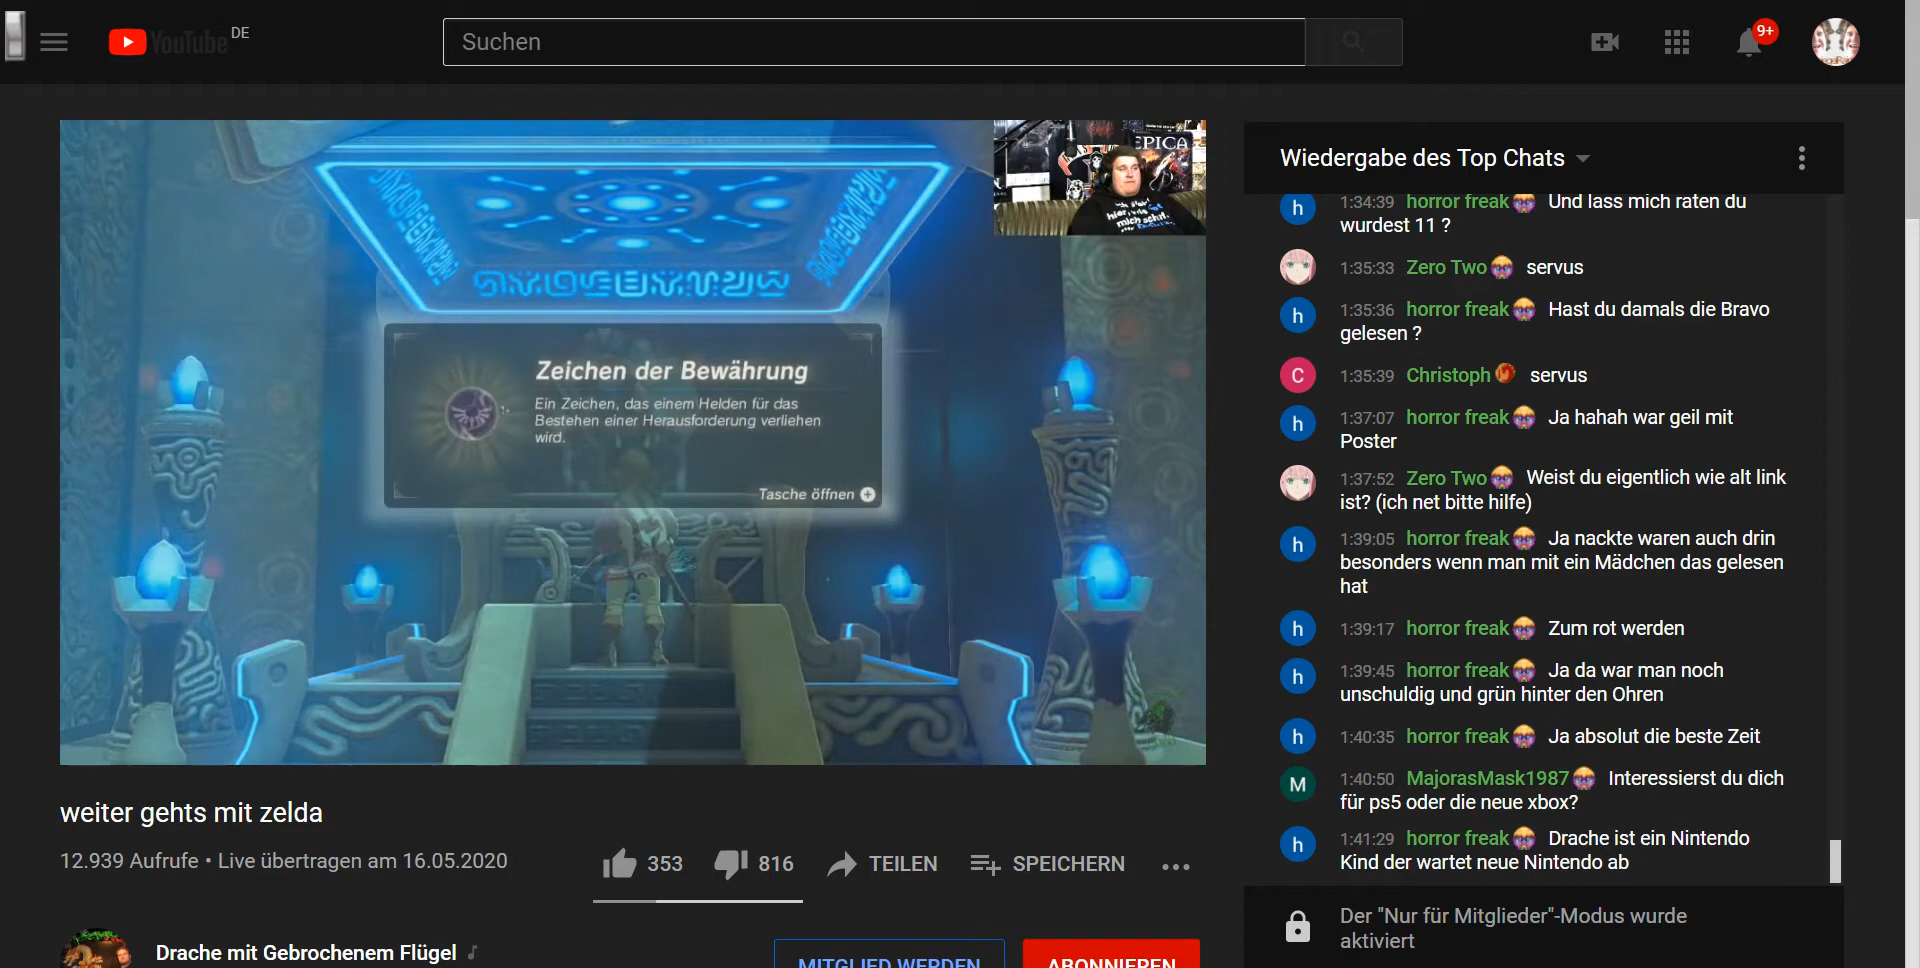 YouTube DE
Suchen
9+
EPICA
Zeichen der Bewährung
Ein Zeichen, das einem Helden für das
Bestehen einer Herausforderung verliehen
wird.
Tasche öffnen
weiter gehts mit zelda
12.939 Aufrufe • Live übertragen am 16.05.2020
353
816
TEILEN
SPEICHERN
Drache mit Gebrochenem Flügel
MITGLIED WERDEN
ABONNIEREN
Wiedergabe des Top Chats
h
1:34:39 horror freak Und lass mich raten du
wurdest 11 ?
1:35:33 Zero Two servus
h
1:35:36 horror freak Hast du damals die Bravo
gelesen ?
C
1:35:39 Christoph servus
h
1:37:07 horror freak Ja hahah war geil mit
Poster
1:37:52 Zero Two Weist du eigentlich wie alt link
ist? (ich net bitte hilfe)
h
1:39:05 horror freak Ja nackte waren auch drin
besonders wenn man mit ein Mädchen das gelesen
hat
h
1:39:17 horror freak Zum rot werden
h
1:39:45 horror freak Ja da war man noch
unschuldig und grün hinter den Ohren
h
1:40:35 horror freak Ja absolut die beste Zeit
M
1:40:50 MajorasMask1987 Interessierst du dich
für ps5 oder die neue xbox?
h
1:41:29 horror freak Drache ist ein Nintendo
Kind der wartet neue Nintendo ab
Der "Nur für Mitglieder"-Modus wurde
aktiviert